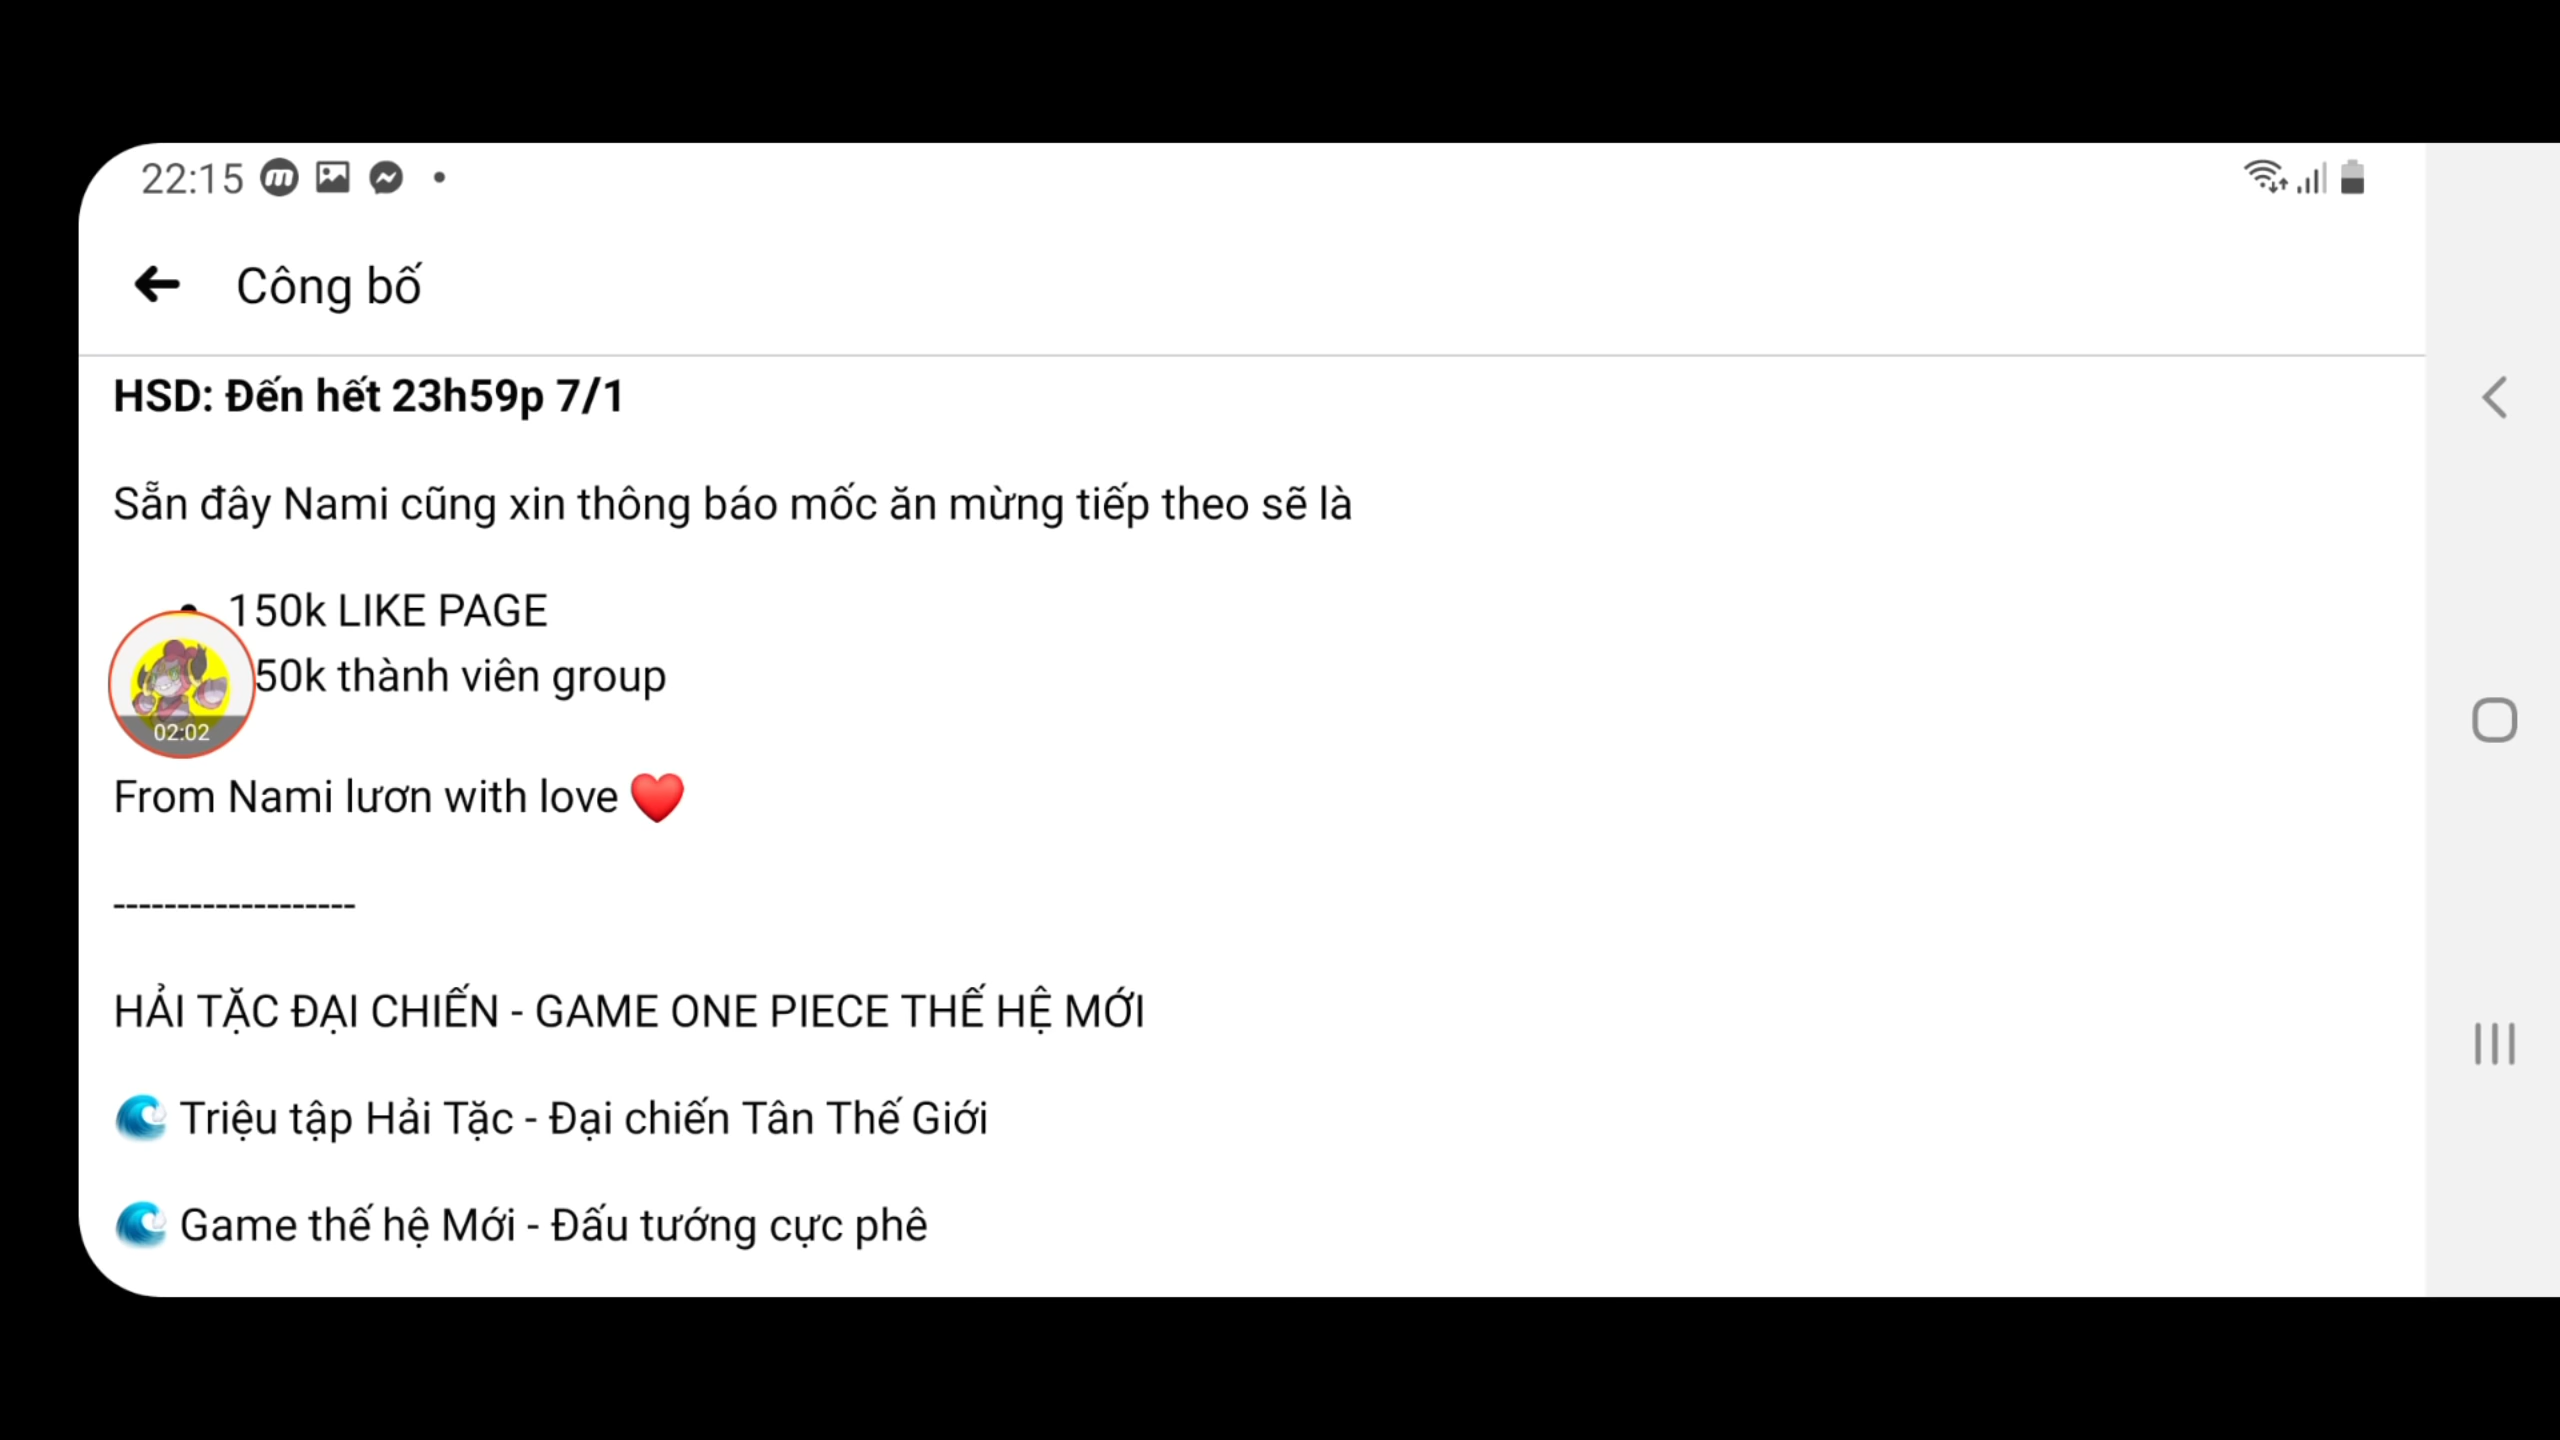 22:15
Công bố
HSD: Đến hết 23h59p 7/1
Sẵn đây Nami cũng xin thông báo mốc ăn mừng tiếp theo sẽ là
150k LIKE PAGE
50k thành viên group
02:02
From Nami lươn with love ❤️
-------------------
HẢI TẶC ĐẠI CHIẾN - GAME ONE PIECE THẾ HỆ MỚI
🌊 Triệu tập Hải Tặc - Đại chiến Tân Thế Giới
🌊 Game thế hệ Mới - Đấu tướng cực phê